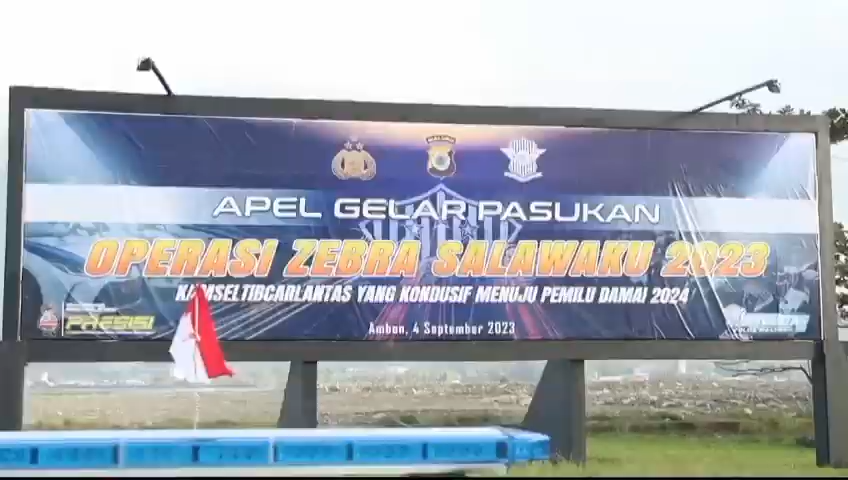 MALUKU
APEL GELAR PASUKAN
OPERASI ZEBRA SALAWAKU 2023
KAMSELTIBCARLANTAS YANG KONDUSIF MENUJU PEMILU DAMAI 2024
PRESISI
Ambon, 4 September 2023